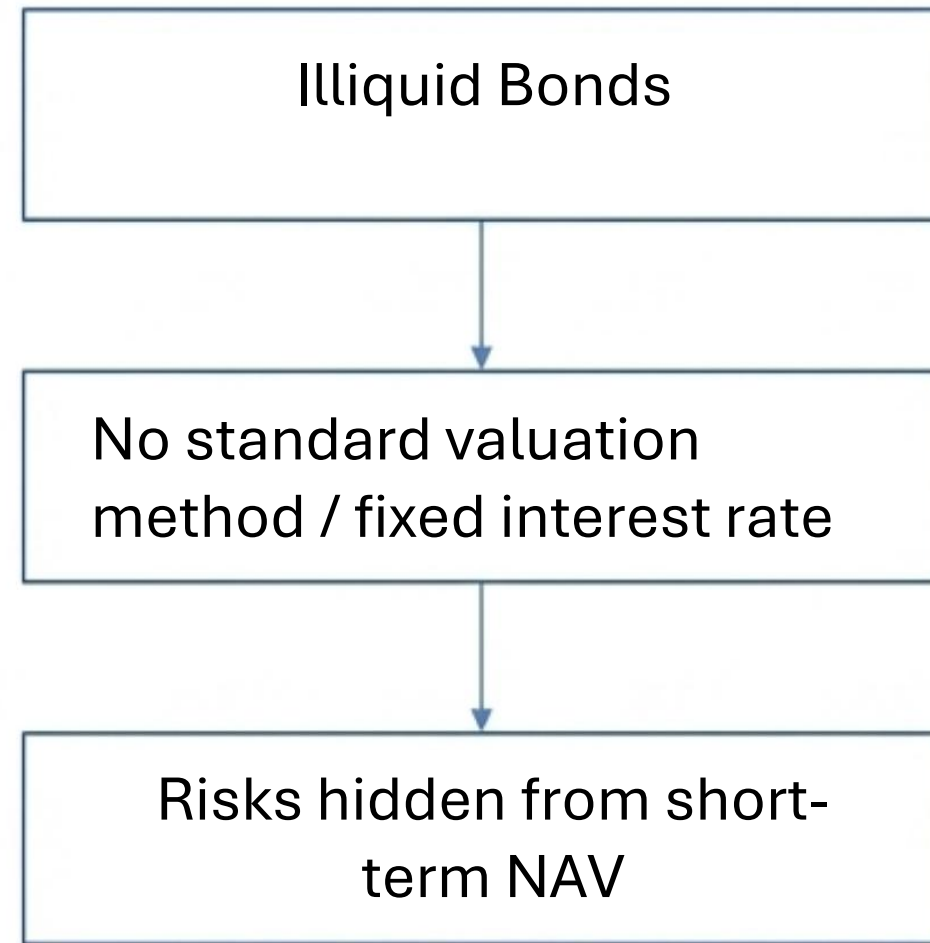 Illiquid Bonds
No standard valuation
method / fixed interest rate
Risks hidden from short-
term NAV